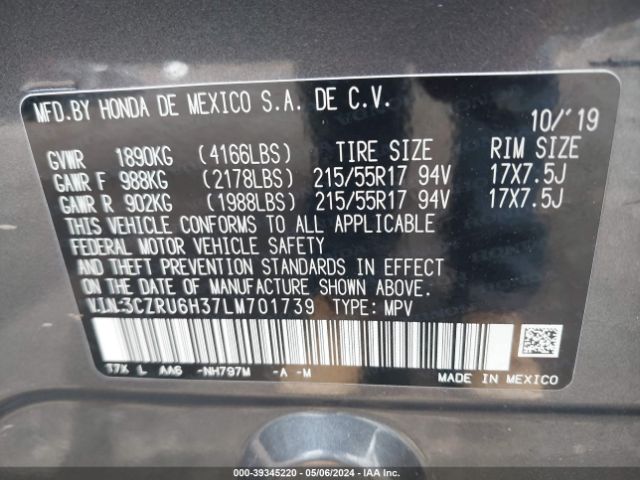 MFD.BY HONDA DE MEXICO S.A. DE C.V.
10/'19
GVWR 1890KG (4166LBS) TIRE SIZE RIM SIZE
GAWR F 988KG (2178LBS) 215/55R17 94V 17X7.5J
GAWR R 902KG (1988LBS) 215/55R17 94V 17X7.5J
THIS VEHICLE CONFORMS TO ALL APPLICABLE
FEDERAL MOTOR VEHICLE SAFETY
AND THEFT PREVENTION STANDARDS IN EFFECT
ON THE DATE OF MANUFACTURE SHOWN ABOVE.
V.I.N.:3CZRU6H37LM701739 TYPE: MPV
T7X L AA6 -NH797M -A -M
MADE IN MEXICO
000-39345220 - 05/06/2024 - IAA Inc.